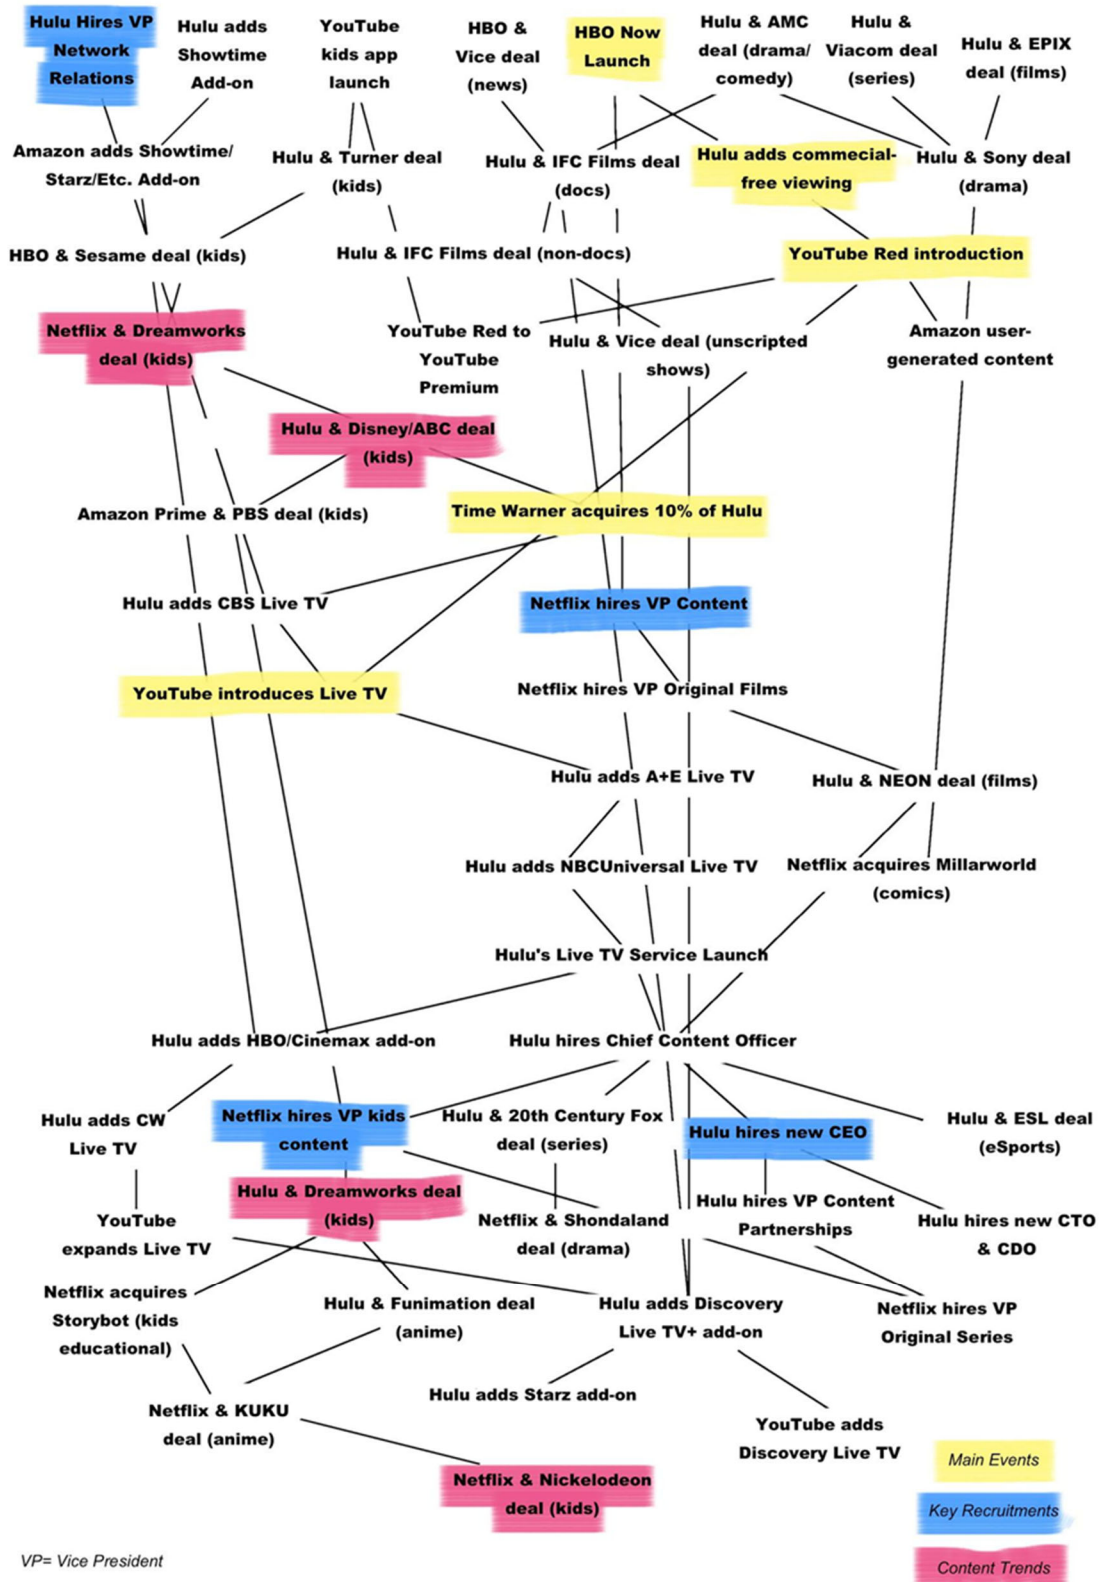 Hulu Hires VP
Network
Relations
Hulu adds
Showtime
Add-on
YouTube
kids app
launch
HBO &
Vice deal
(news)
HBO Now
Launch
Hulu & AMC
deal (drama/
comedy)
Hulu &
Viacom deal
(series)
Hulu & EPIX
deal (films)
Amazon adds Showtime/
Starz/Etc. Add-on
Hulu & Turner deal
(kids)
Hulu & IFC Films deal
(docs)
Hulu adds commecial-
free viewing
Hulu & Sony deal
(drama)
HBO & Sesame deal (kids)
Hulu & IFC Films deal (non-docs)
YouTube Red introduction
Netflix & Dreamworks
deal (kids)
YouTube Red to
YouTube
Premium
Hulu & Vice deal (unscripted
shows)
Amazon user-
generated content
Hulu & Disney/ABC deal
(kids)
Amazon Prime & PBS deal (kids)
Time Warner acquires 10% of Hulu
Hulu adds CBS Live TV
Netflix hires VP Content
YouTube introduces Live TV
Netflix hires VP Original Films
Hulu adds A+E Live TV
Hulu & NEON deal (films)
Hulu adds NBCUniversal Live TV
Netflix acquires Millarworld
(comics)
Hulu's Live TV Service Launch
Hulu adds HBO/Cinemax add-on
Hulu hires Chief Content Officer
Hulu adds CW
Live TV
Netflix hires VP kids
content
Hulu & 20th Century Fox
deal (series)
Hulu hires new CEO
Hulu & ESL deal
(eSports)
YouTube
expands Live TV
Hulu & Dreamworks deal
(kids)
Netflix & Shondaland
deal (drama)
Hulu hires VP Content
Partnerships
Hulu hires new CTO
& CDO
Netflix acquires
Storybot (kids
educational)
Hulu & Funimation deal
(anime)
Hulu adds Discovery
Live TV+ add-on
Netflix hires VP
Original Series
Netflix & KUKU
deal (anime)
Hulu adds Starz add-on
YouTube adds
Discovery Live TV
Netflix & Nickelodeon
deal (kids)
Main Events
Key Recruitments
Content Trends
VP= Vice President